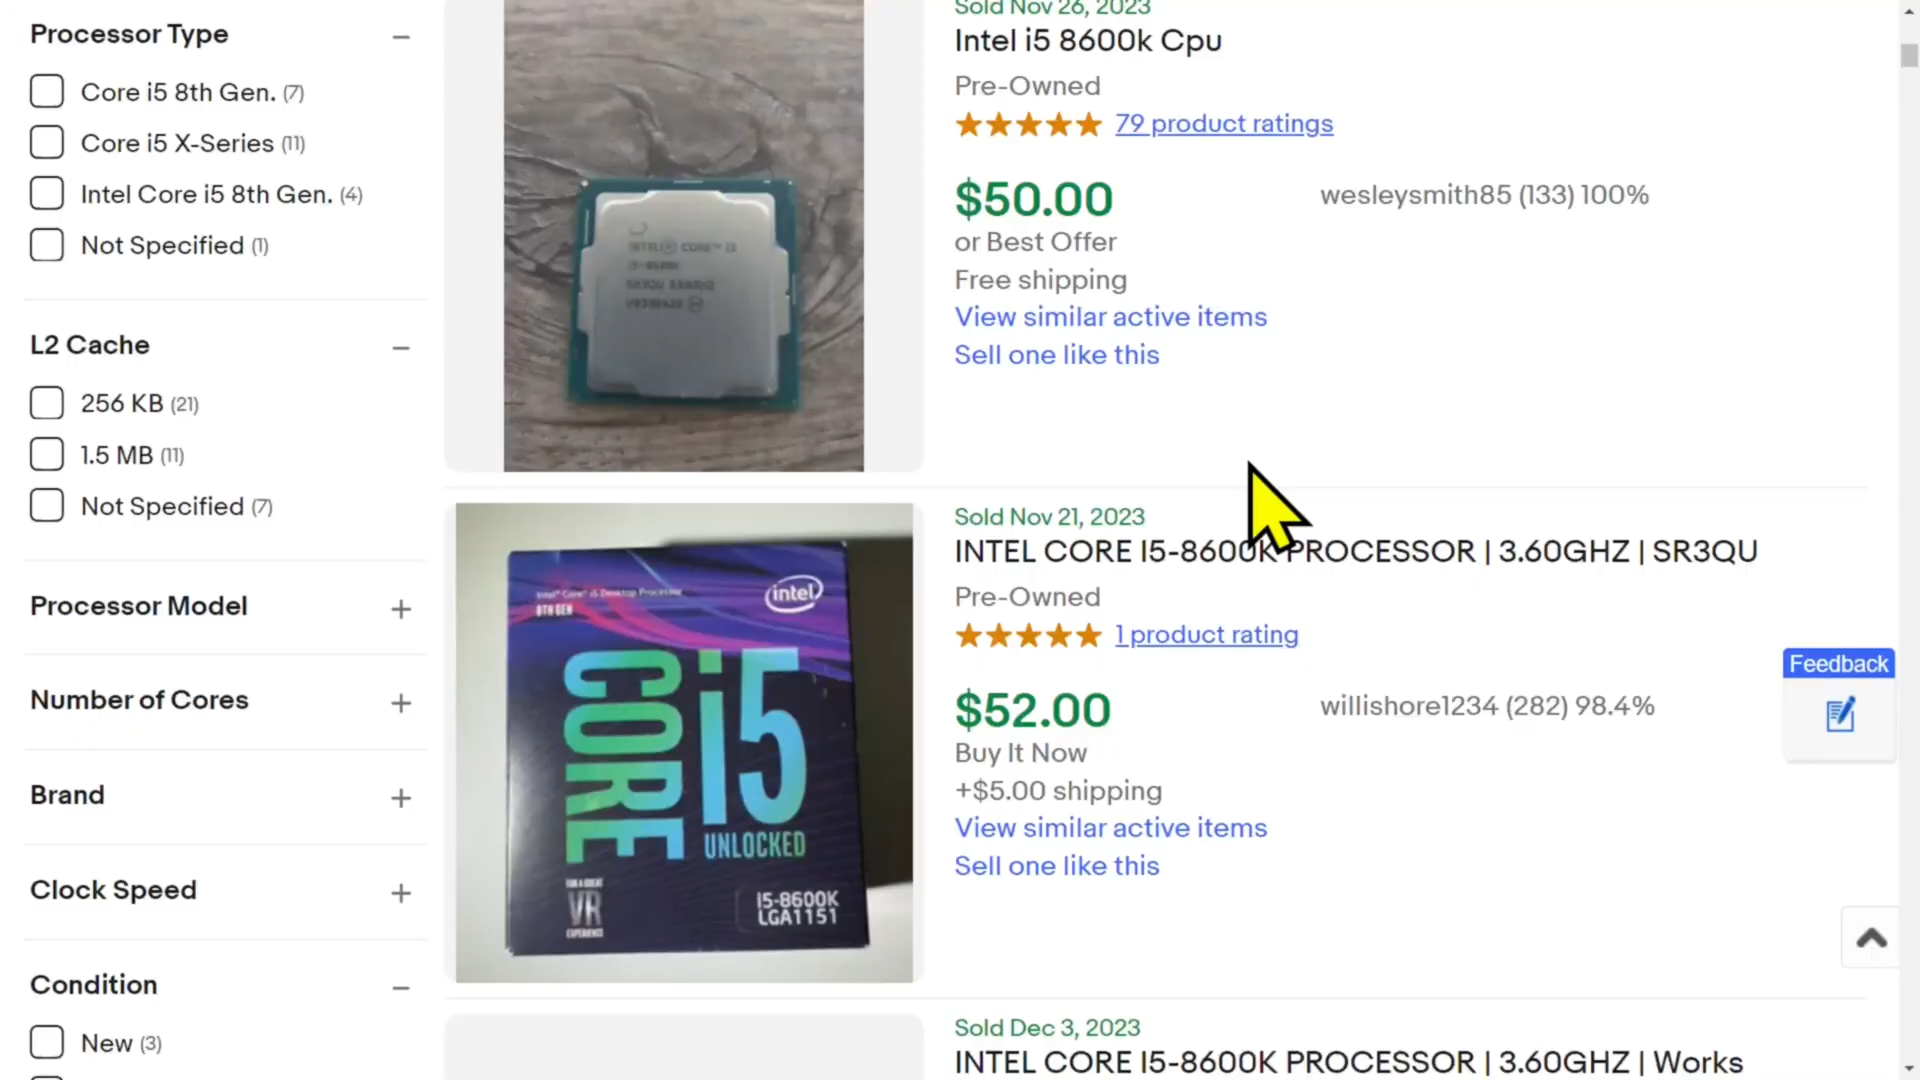 Processor Type
Core i5 8th Gen. (7)
Core i5 X-Series (11)
Intel Core i5 8th Gen. (4)
Not Specified (1)
L2 Cache
256 KB (21)
1.5 MB (11)
Not Specified (7)
Processor Model
Number of Cores
Brand
Clock Speed
Condition
New (3)
INTEL CORE i5
intel
8TH GEN
CORE i5
UNLOCKED
VR
EXPERIENCE
I5-8600K
LGA1151
Sold Nov 26, 2023
Intel i5 8600k Cpu
Pre-Owned
79 product ratings
$50.00
wesleysmith85 (133) 100%
or Best Offer
Free shipping
View similar active items
Sell one like this
Sold Nov 21, 2023
INTEL CORE I5-8600K PROCESSOR | 3.60GHZ | SR3QU
Pre-Owned
1 product rating
$52.00
willishore1234 (282) 98.4%
Buy It Now
+$5.00 shipping
View similar active items
Sell one like this
Sold Dec 3, 2023
INTEL CORE I5-8600K PROCESSOR | 3.60GHZ | Works
Feedback